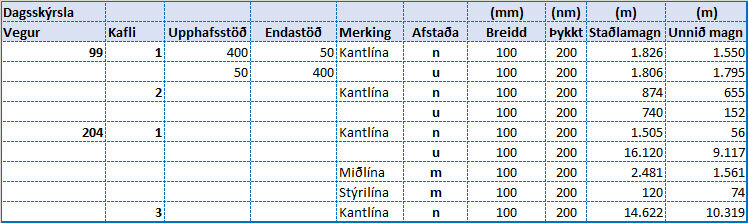 Dagsskýrsla (mm) (nm) (m) (m)
Vegur Kafli Upphafsstöð Endastöð Merking Afstaða Breidd Þykkt Staðlamagn Unnið magn
99 1 400 50 Kantlína n 100 200 1.826 1.550
50 400 u 100 200 1.806 1.795
2 Kantlína n 100 200 874 655
u 100 200 740 152
204 1 Kantlína n 100 200 1.505 56
u 100 200 16.120 9.117
Miðlína m 100 200 2.481 1.561
Stýrilína m 100 200 120 74
3 Kantlína n 100 200 14.622 10.319